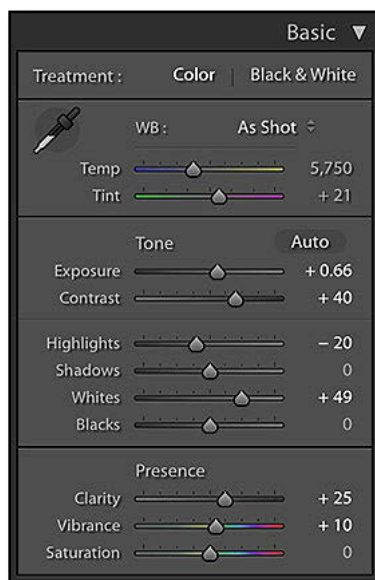 Basic ▼
Treatment : Color | Black & White
WB : As Shot
Temp 5,750
Tint + 21
Tone Auto
Exposure + 0.66
Contrast + 40
Highlights − 20
Shadows 0
Whites + 49
Blacks 0
Presence
Clarity + 25
Vibrance + 10
Saturation 0